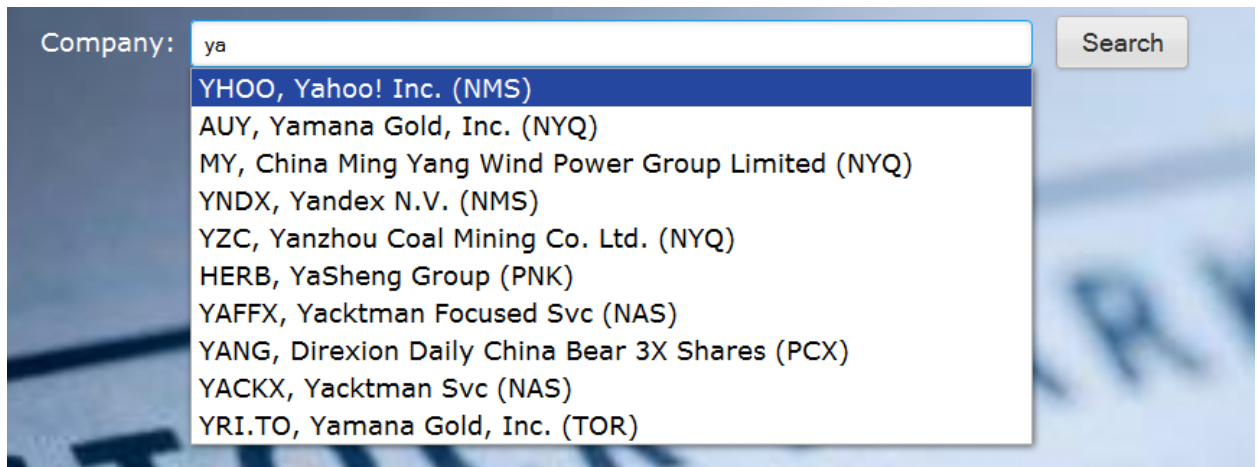 Company: ya Search
YHOO, Yahoo! Inc. (NMS)
AUY, Yamana Gold, Inc. (NYQ)
MY, China Ming Yang Wind Power Group Limited (NYQ)
YNDX, Yandex N.V. (NMS)
YZC, Yanzhou Coal Mining Co. Ltd. (NYQ)
HERB, YaSheng Group (PNK)
YAFFX, Yacktman Focused Svc (NAS)
YANG, Direxion Daily China Bear 3X Shares (PCX)
YACKX, Yacktman Svc (NAS)
YRI.TO, Yamana Gold, Inc. (TOR)